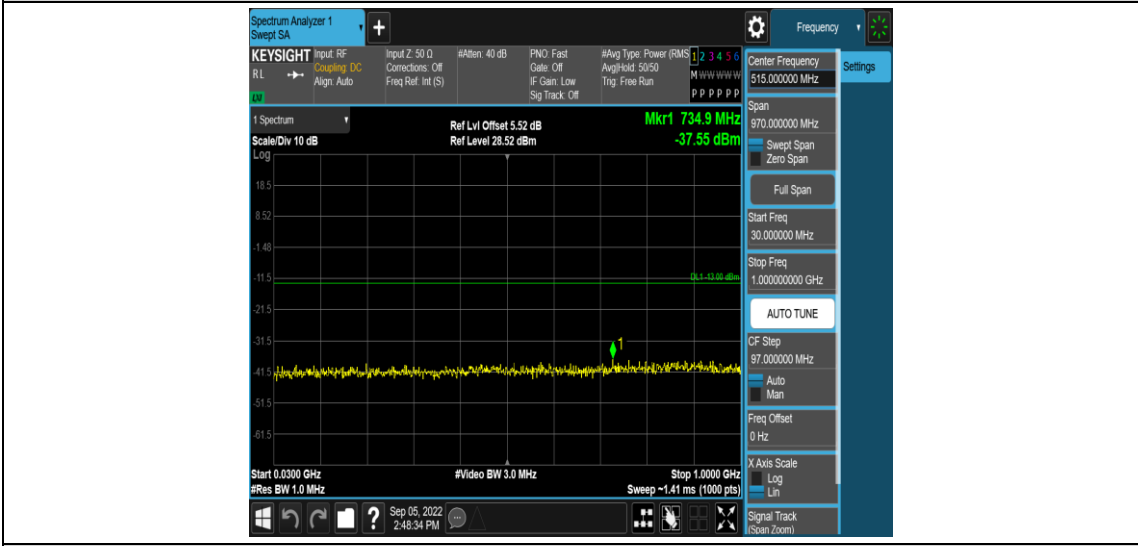 Spectrum Analyzer 1
Swept SA
+
Frequency
KEYSIGHT
RL
LXI
Input: RF
Coupling: DC
Align: Auto
Input Z: 50 Ω
Corrections: Off
Freq Ref: Int (S)
#Atten: 40 dB
PNO: Fast
Gate: Off
IF Gain: Low
Sig Track: Off
#Avg Type: Power (RMS
Avg|Hold: 50/50
Trig: Free Run
1 2 3 4 5 6
M W W W W W
P P P P P P
1 Spectrum
Scale/Div 10 dB
Log
Ref Lvl Offset 5.52 dB
Ref Level 28.52 dBm
Mkr1 734.9 MHz
-37.55 dBm
18.5
8.52
-1.48
-11.5
DL1 -13.00 dBm
-21.5
-31.5
1
-41.5
-51.5
-61.5
Start 0.0300 GHz
#Res BW 1.0 MHz
#Video BW 3.0 MHz
Stop 1.0000 GHz
Sweep ~1.41 ms (1000 pts)
Center Frequency
515.000000 MHz
Span
970.000000 MHz
Swept Span
Zero Span
Full Span
Start Freq
30.000000 MHz
Stop Freq
1.000000000 GHz
AUTO TUNE
CF Step
97.000000 MHz
Auto
Man
Freq Offset
0 Hz
X Axis Scale
Log
Lin
Signal Track
(Span Zoom)
Settings
?
Sep 05, 2022
2:48:34 PM